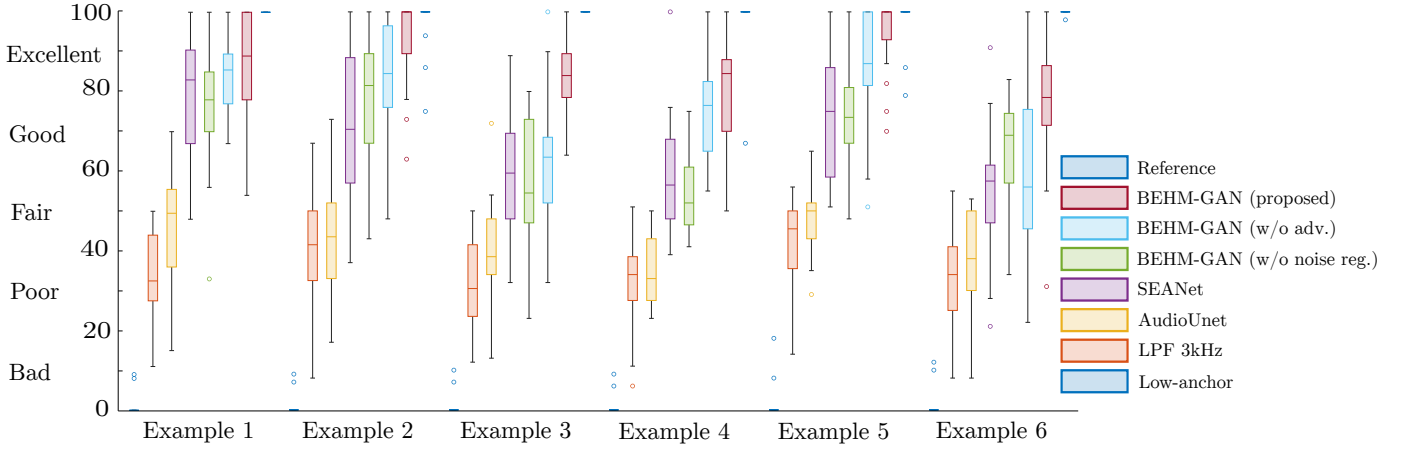 100
Excellent
80
Good
60
Fair
40
Poor
20
Bad
0
Example 1
Example 2
Example 3
Example 4
Example 5
Example 6
Reference
BEHM-GAN (proposed)
BEHM-GAN (w/o adv.)
BEHM-GAN (w/o noise reg.)
SEANet
AudioUnet
LPF 3kHz
Low-anchor